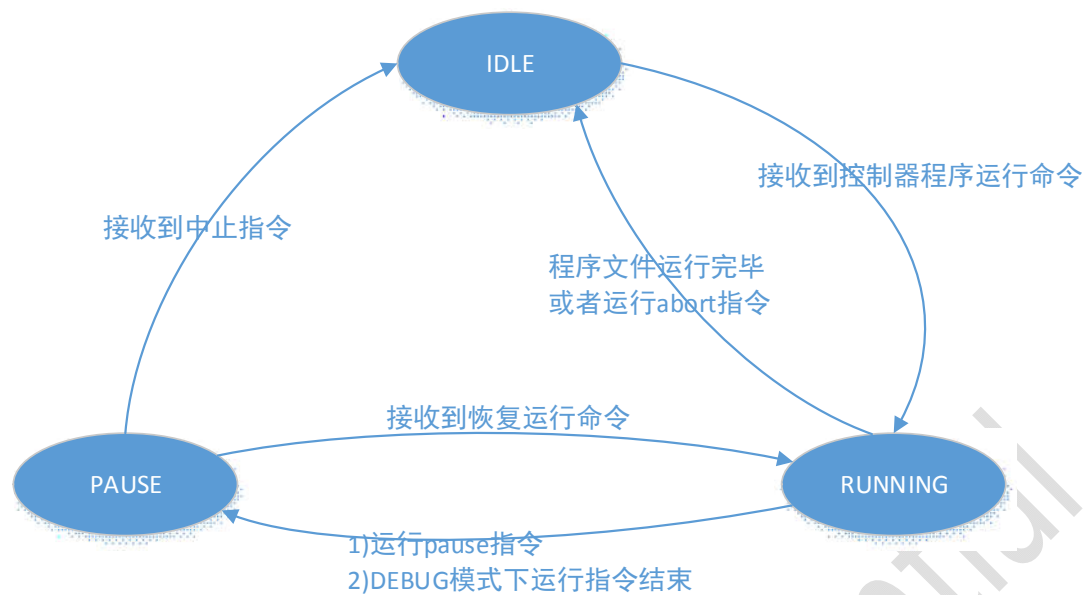 IDLE
接收到控制器程序运行命令
接收到中止指令
程序文件运行完毕
或者运行abort指令
接收到恢复运行命令
PAUSE
RUNNING
1)运行pause指令
2)DEBUG模式下运行指令结束